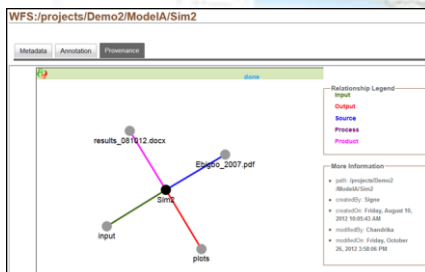 WFS:/projects/Demo2/ModelA/Sim2
Metadata
Annotation
Provenance
done
results_081012.docx
Ebigbo_2007.pdf
Sim2
input
plots
Relationship Legend
Input
Output
Source
Process
Product
More Information
path: /projects/Demo2
/ModelA/Sim2
createdBy: Signe
createdOn: Friday, August 10,
2012 10:05:43 AM
modifiedBy: Chandrika
modifiedOn: Friday, October
26, 2012 3:58:06 PM